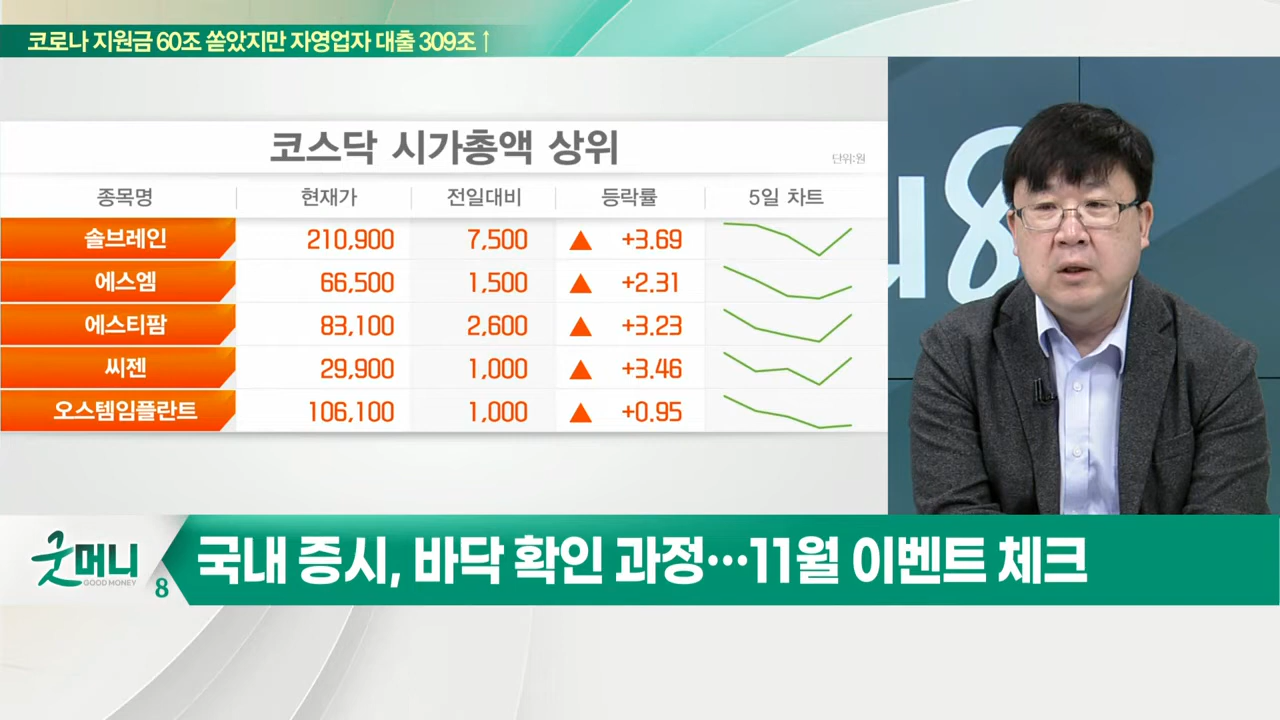 코로나 지원금 60조 쏟았지만 자영업자 대출 309조↑
코스닥 시가총액 상위
단위:원
종목명 현재가 전일대비 등락률 5일 차트
솔브레인 210,900 7,500 ▲ +3.69
에스엠 66,500 1,500 ▲ +2.31
에스티팜 83,100 2,600 ▲ +3.23
씨젠 29,900 1,000 ▲ +3.46
오스템임플란트 106,100 1,000 ▲ +0.95
굿머니
GOOD MONEY
8
국내 증시, 바닥 확인 과정…11월 이벤트 체크